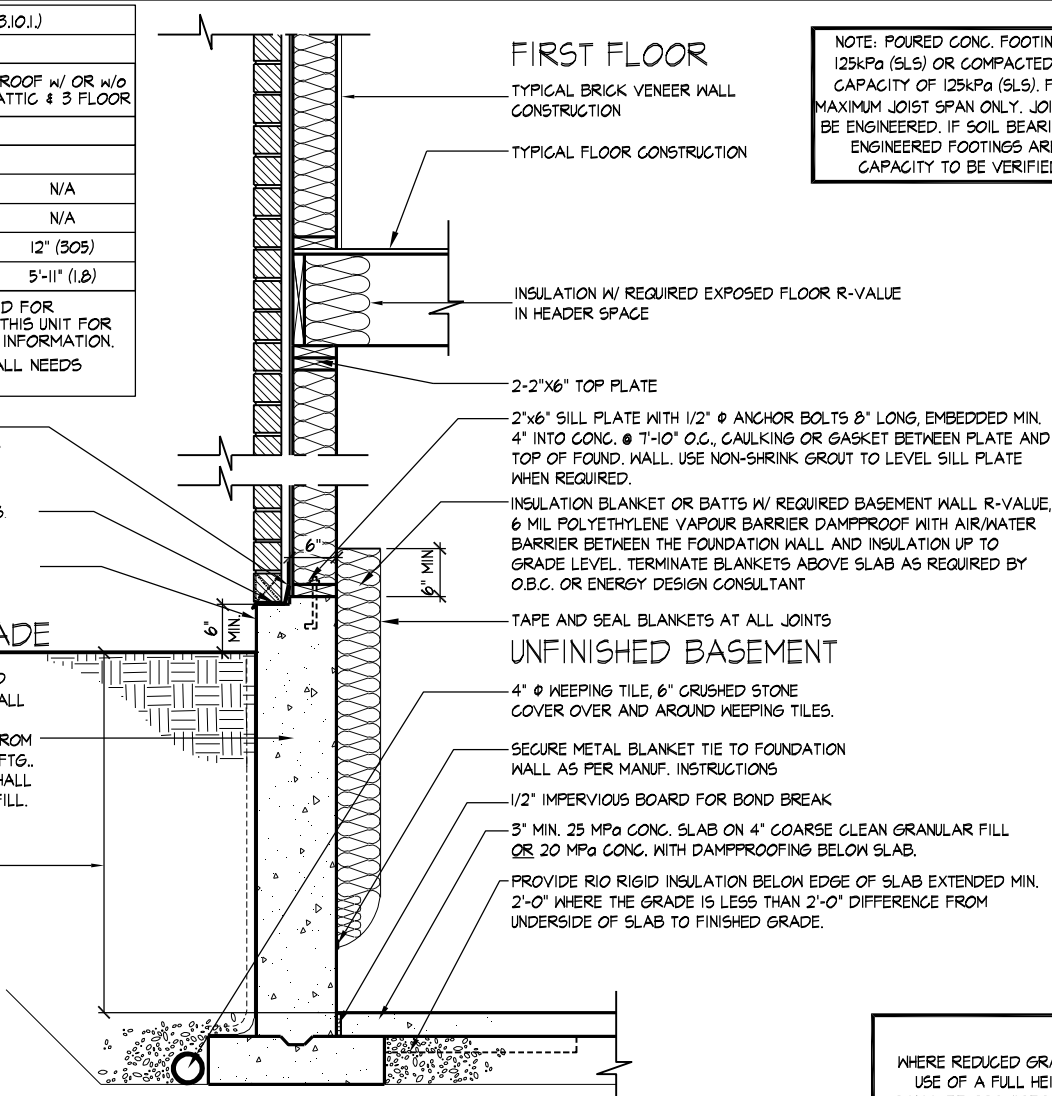 3.10.1.)
ROOF W/ OR W/O
ATTIC & 3 FLOOR
N/A
N/A
12" (305)
5'-11" (1.8)
D FOR
THIS UNIT FOR
INFORMATION.
ALL NEEDS
FIRST FLOOR
TYPICAL BRICK VENEER WALL
CONSTRUCTION
TYPICAL FLOOR CONSTRUCTION
INSULATION W/ REQUIRED EXPOSED FLOOR R-VALUE
IN HEADER SPACE
2-2"X6" TOP PLATE
2"x6" SILL PLATE WITH 1/2" Φ ANCHOR BOLTS 8" LONG, EMBEDDED MIN.
4" INTO CONC. @ 7'-10" O.C., CAULKING OR GASKET BETWEEN PLATE AND
TOP OF FOUND. WALL. USE NON-SHRINK GROUT TO LEVEL SILL PLATE
WHEN REQUIRED.
INSULATION BLANKET OR BATTS W/ REQUIRED BASEMENT WALL R-VALUE,
6 MIL POLYETHYLENE VAPOUR BARRIER DAMPPROOF WITH AIR/WATER
BARRIER BETWEEN THE FOUNDATION WALL AND INSULATION UP TO
GRADE LEVEL. TERMINATE BLANKETS ABOVE SLAB AS REQUIRED BY
O.B.C. OR ENERGY DESIGN CONSULTANT
TAPE AND SEAL BLANKETS AT ALL JOINTS
UNFINISHED BASEMENT
4" Φ WEEPING TILE, 6" CRUSHED STONE
COVER OVER AND AROUND WEEPING TILES.
SECURE METAL BLANKET TIE TO FOUNDATION
WALL AS PER MANUF. INSTRUCTIONS
1/2" IMPERVIOUS BOARD FOR BOND BREAK
3" MIN. 25 MPa CONC. SLAB ON 4" COARSE CLEAN GRANULAR FILL
OR 20 MPa CONC. WITH DAMPPROOFING BELOW SLAB.
PROVIDE R10 RIGID INSULATION BELOW EDGE OF SLAB EXTENDED MIN.
2'-0" WHERE THE GRADE IS LESS THAN 2'-0" DIFFERENCE FROM
UNDERSIDE OF SLAB TO FINISHED GRADE.
NOTE: POURED CONC. FOOTIN
125kPa (SLS) OR COMPACTED
CAPACITY OF 125kPa (SLS). F
MAXIMUM JOIST SPAN ONLY. JOI
BE ENGINEERED. IF SOIL BEARI
ENGINEERED FOOTINGS ARE
CAPACITY TO BE VERIFIED
6"
6" MIN
6"
MIN.
S.
ADE
D
ALL
ROM
FTG..
HALL
FILL.
WHERE REDUCED GRA
USE OF A FULL HEI